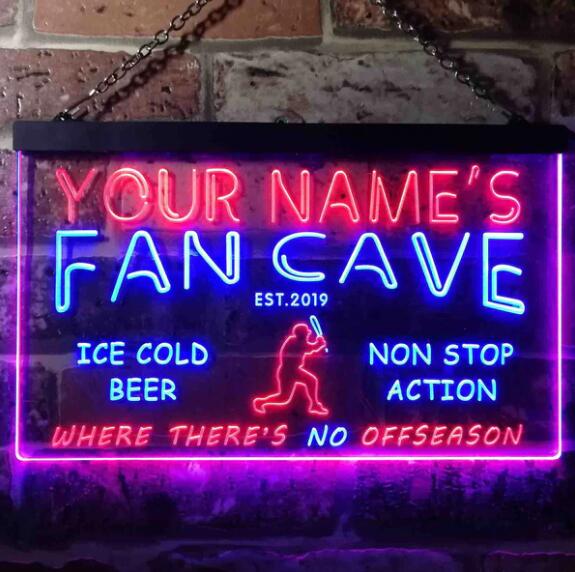 YOUR NAME'S
FAN CAVE
EST.2019
ICE COLD
BEER
NON STOP
ACTION
WHERE THERE'S NO OFFSEASON